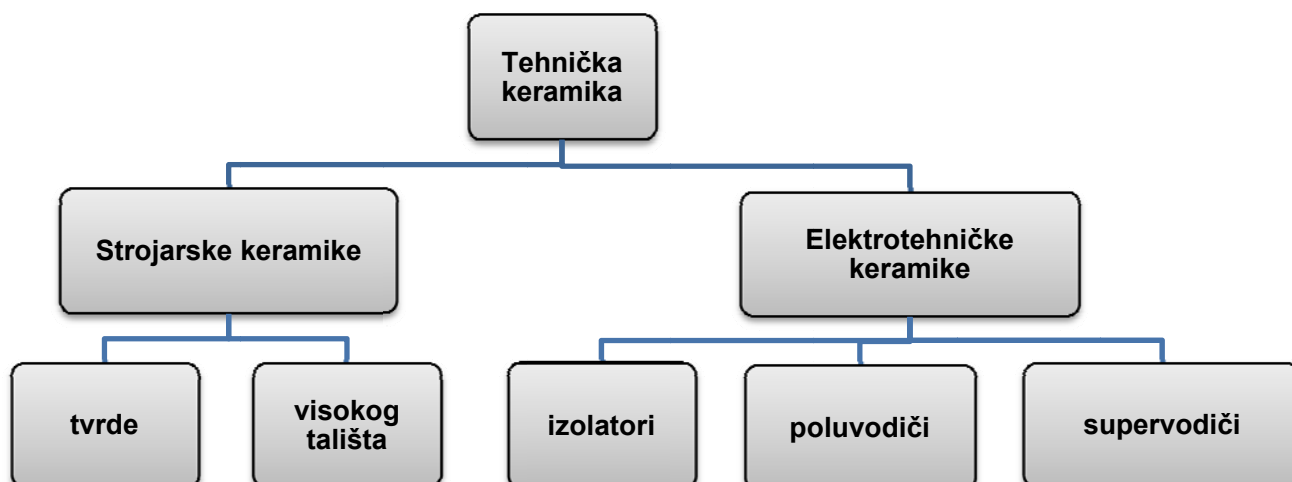 Tehnička
keramika
Strojarske keramike
Elektrotehničke
keramike
tvrde
visokog
tališta
izolatori
poluvodiči
supervodiči